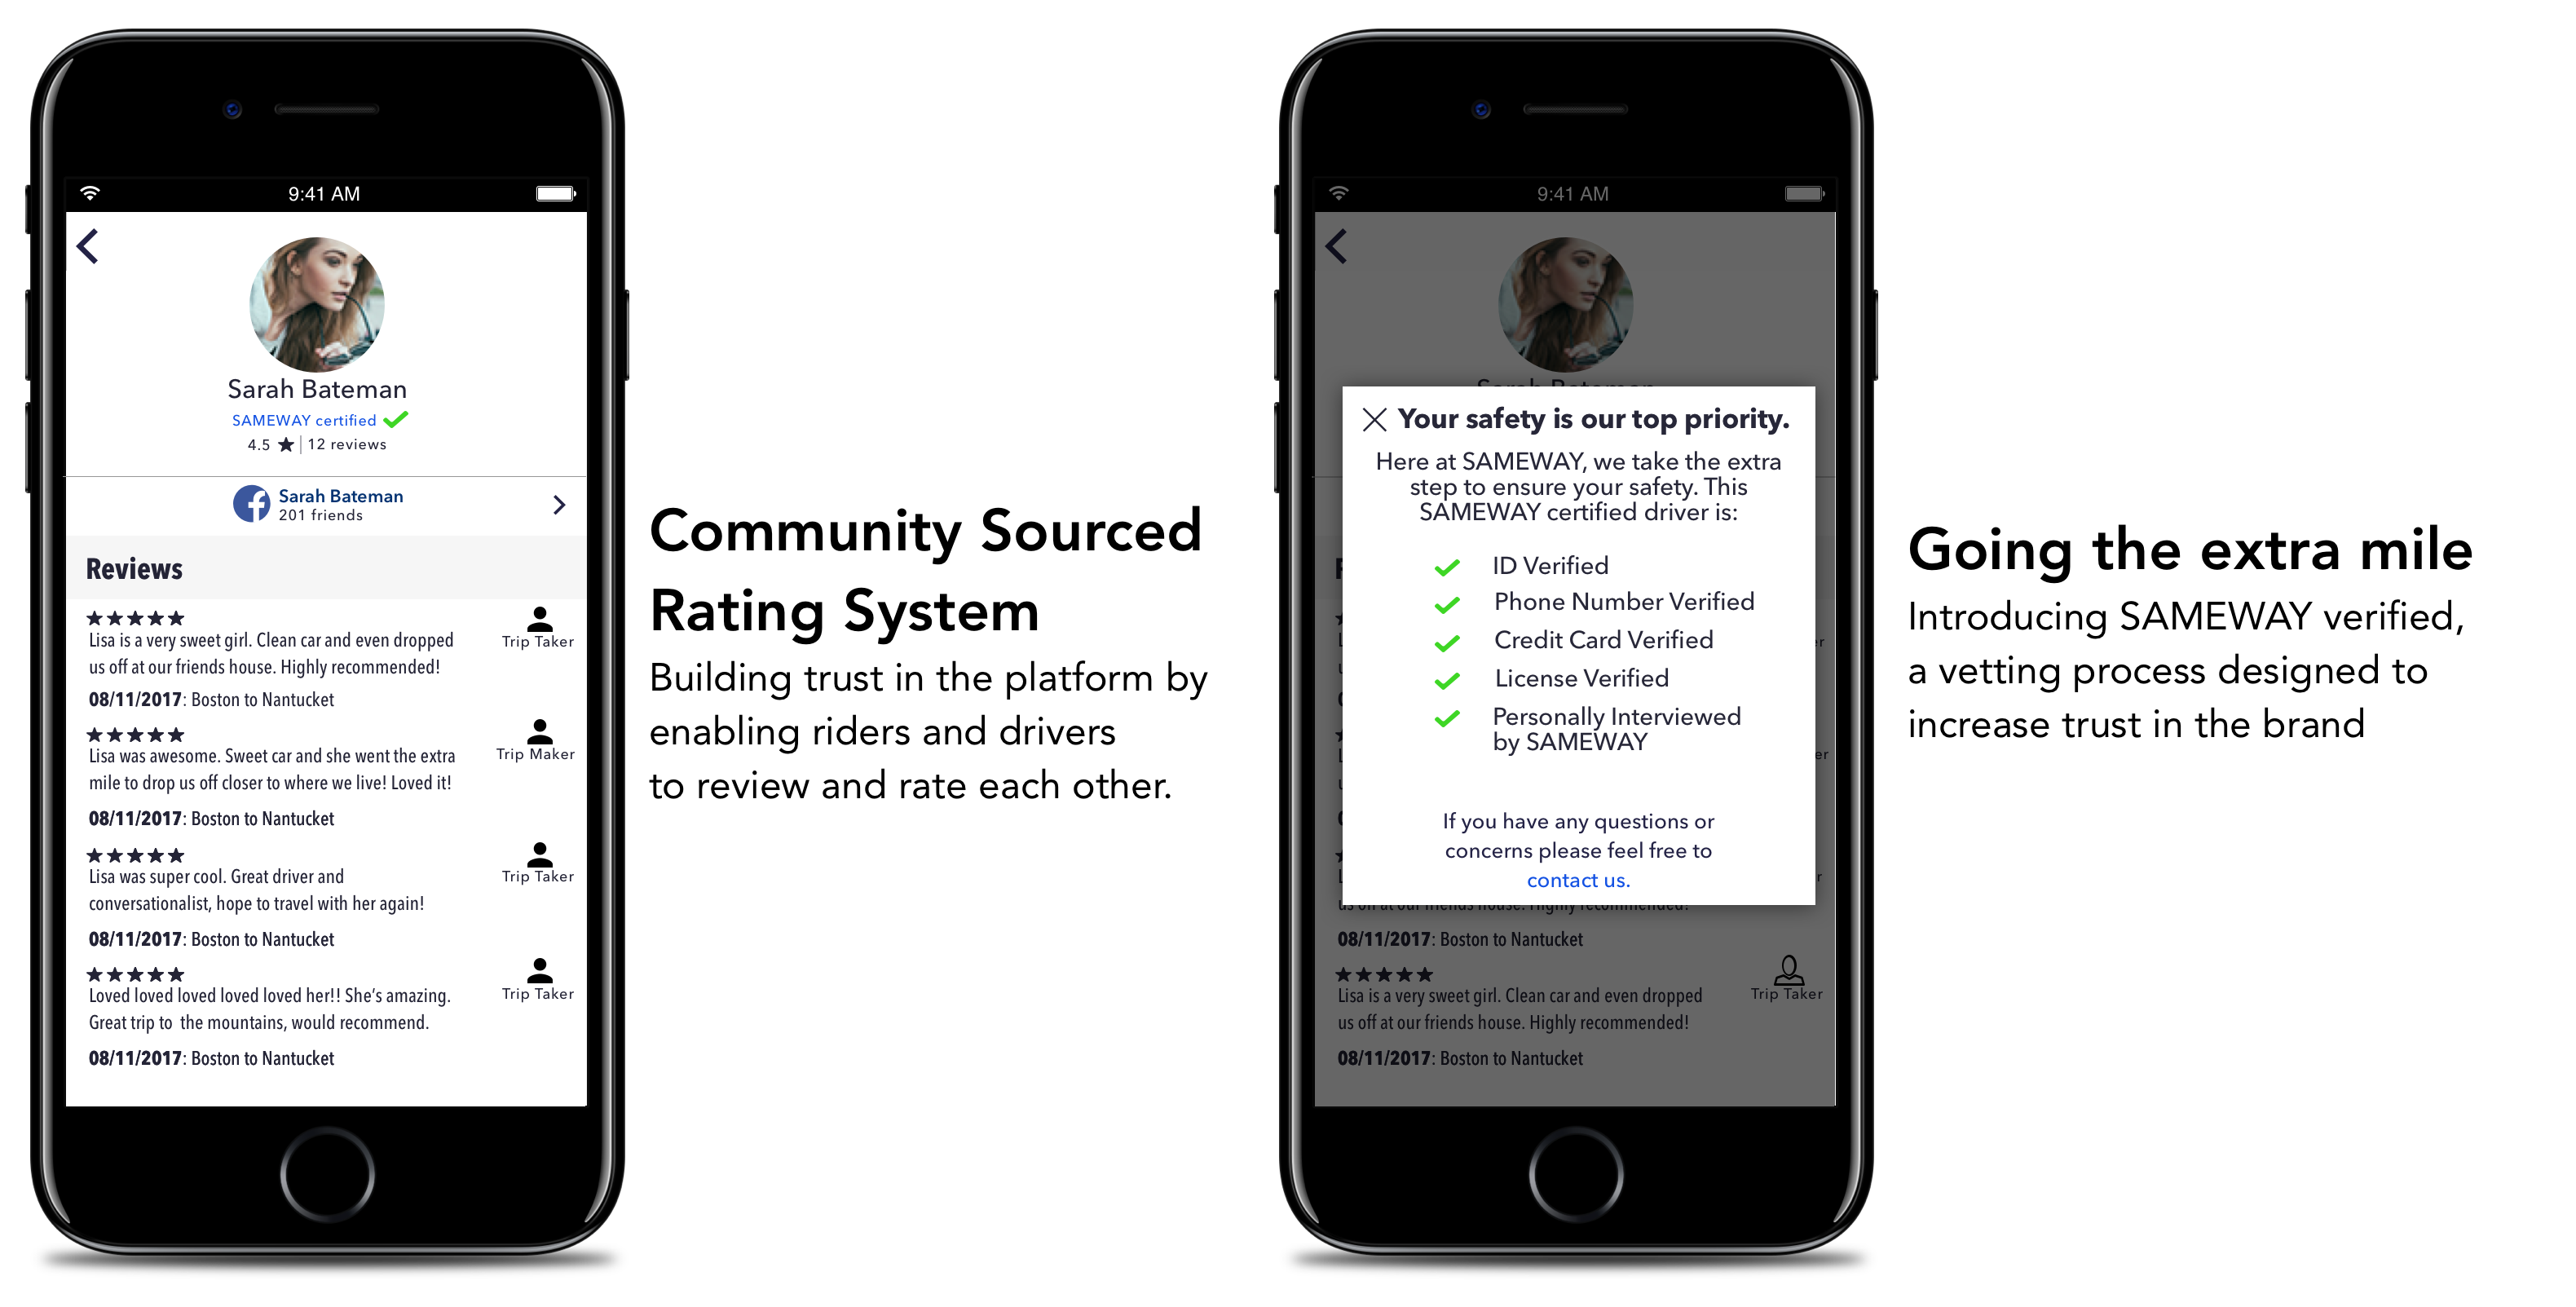 9:41 AM
Sarah Bateman
SAMEWAY certified
4.5 ★ | 12 reviews
Sarah Bateman
201 friends
Reviews
★★★★★
Trip Taker
Lisa is a very sweet girl. Clean car and even dropped
us off at our friends house. Highly recommended!
08/11/2017: Boston to Nantucket
★★★★★
Trip Maker
Lisa was awesome. Sweet car and she went the extra
mile to drop us off closer to where we live! Loved it!
08/11/2017: Boston to Nantucket
★★★★★
Trip Taker
Lisa was super cool. Great driver and
conversationalist, hope to travel with her again!
08/11/2017: Boston to Nantucket
★★★★★
Trip Taker
Loved loved loved loved loved her!! She's amazing.
Great trip to the mountains, would recommend.
08/11/2017: Boston to Nantucket
Community Sourced
Rating System
Building trust in the platform by
enabling riders and drivers
to review and rate each other.
9:41 AM
Sarah Bateman
Your safety is our top priority.
Here at SAMEWAY, we take the extra
step to ensure your safety. This
SAMEWAY certified driver is:
ID Verified
Phone Number Verified
Credit Card Verified
License Verified
Personally Interviewed
by SAMEWAY
If you have any questions or
concerns please feel free to
contact us.
us off at our friends house. Highly recommended!
08/11/2017: Boston to Nantucket
★★★★★
Trip Taker
Lisa is a very sweet girl. Clean car and even dropped
us off at our friends house. Highly recommended!
08/11/2017: Boston to Nantucket
Going the extra mile
Introducing SAMEWAY verified,
a vetting process designed to
increase trust in the brand